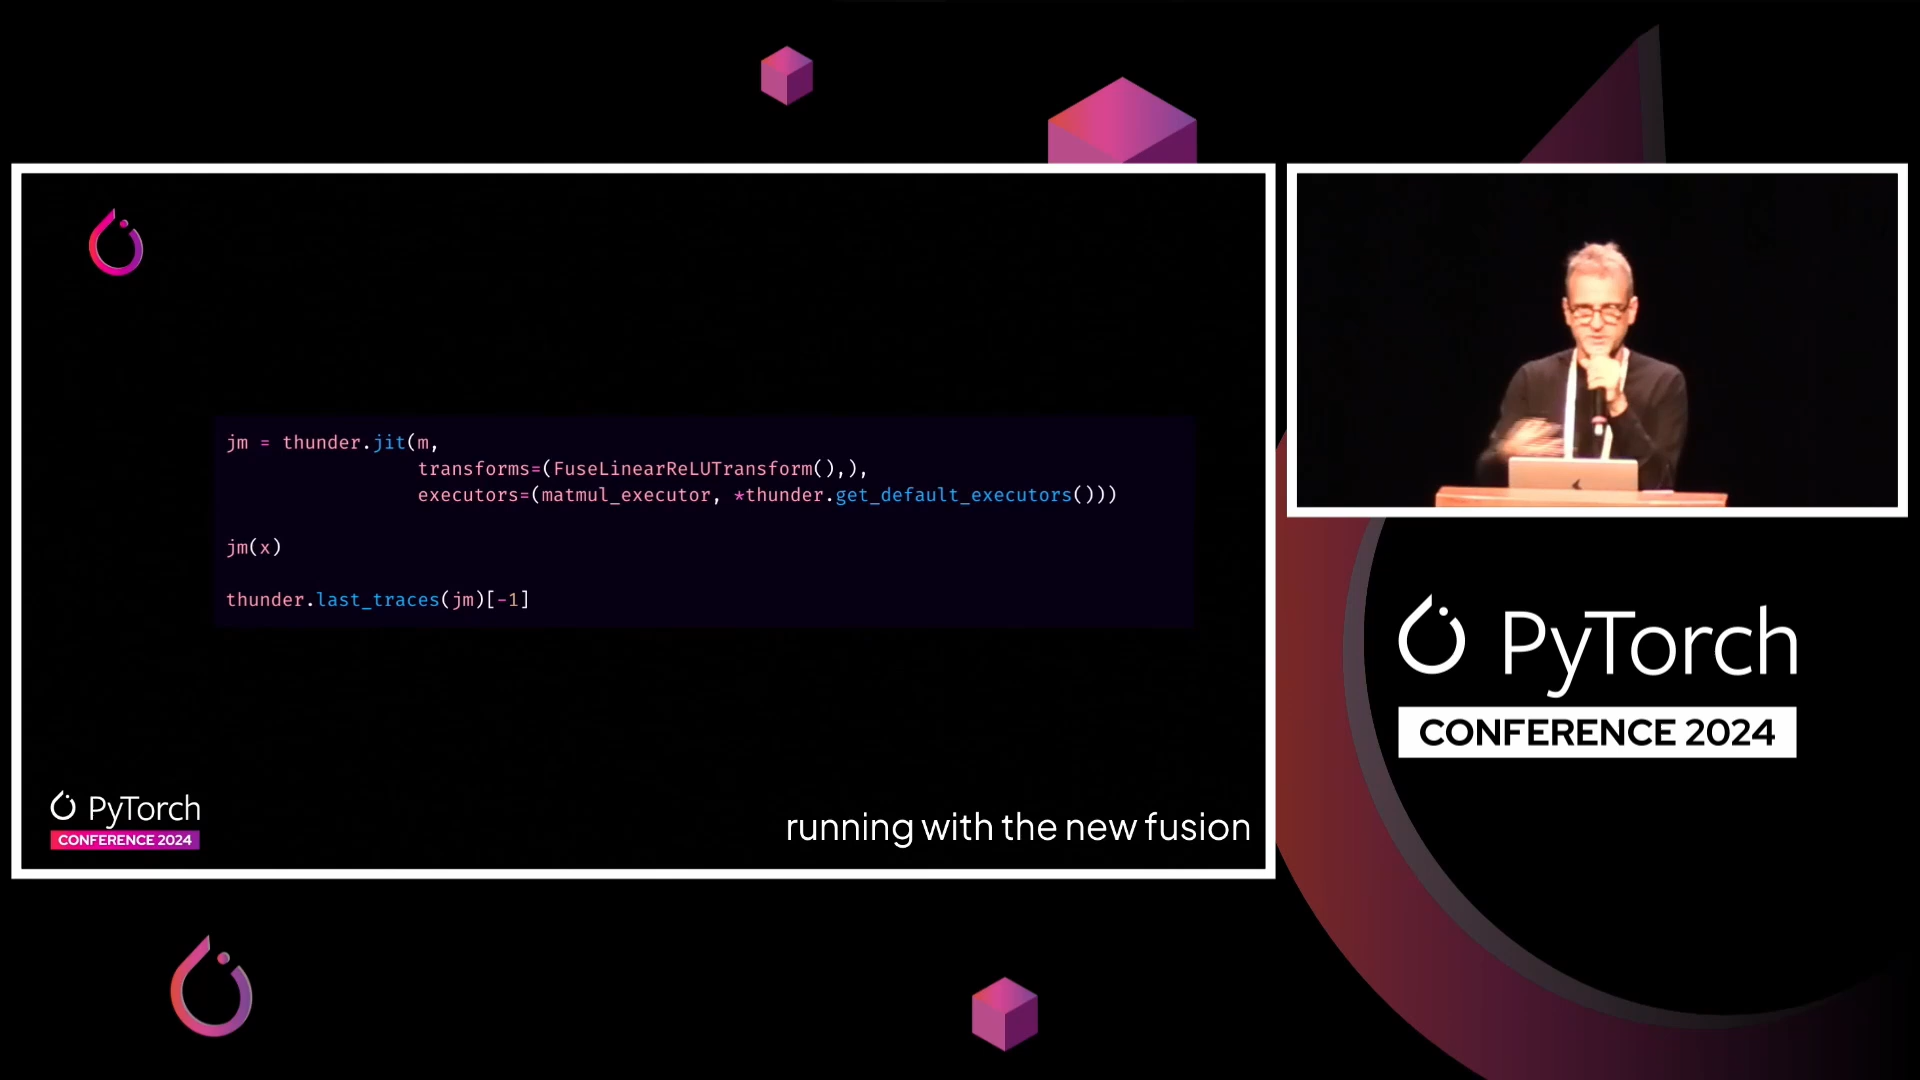 jm = thunder.jit(m,
transforms=(FuseLinearReLUTransform(),),
executors=(matmul_executor, *thunder.get_default_executors()))
jm(x)
thunder.last_traces(jm)[-1]
PyTorch
CONFERENCE 2024
running with the new fusion
PyTorch
CONFERENCE 2024